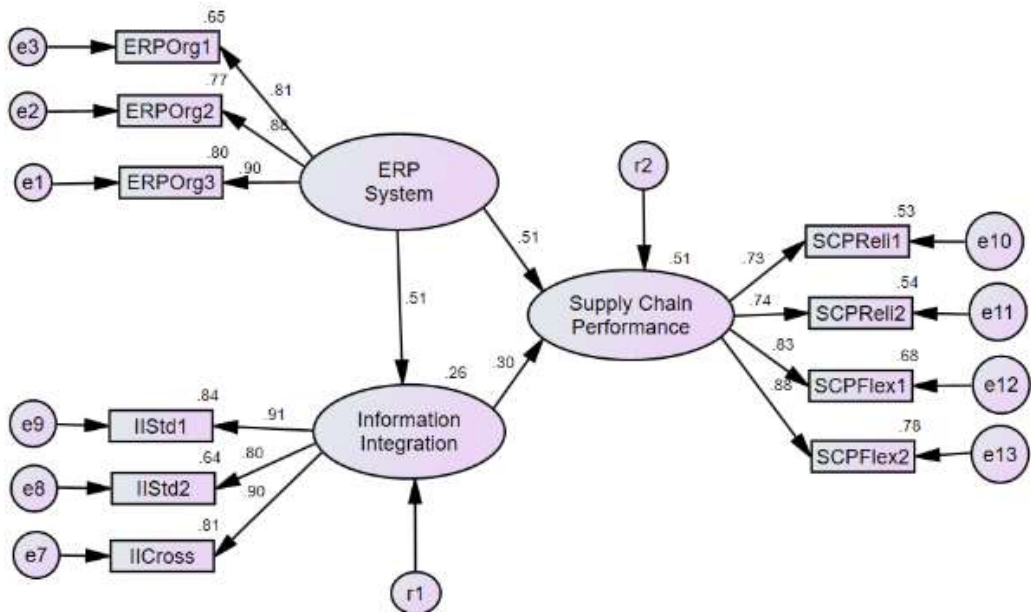 .65
e3
ERPOrg1
.81
.77
e2
ERPOrg2
.88
.80
e1
ERPOrg3
.90
ERP
System
r2
.51
.51
.51
Supply Chain
Performance
.53
SCPReli1
e10
.73
.54
SCPReli2
e11
.74
.68
SCPFlex1
e12
.83
.78
SCPFlex2
e13
.88
.30
.26
Information
Integration
.84
e9
IIStd1
.91
.64
e8
IIStd2
.80
.81
e7
IICross
.90
r1